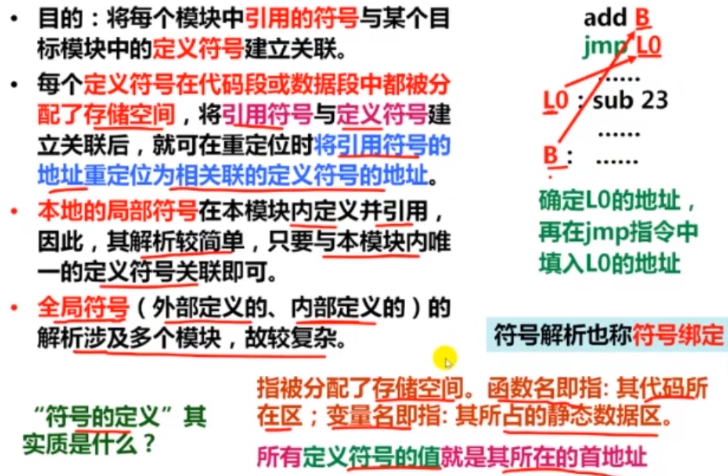 • 目的：将每个模块中引用的符号与某个目
标模块中的定义符号建立关联。
• 每个定义符号在代码段或数据段中都被分
配了存储空间，将引用符号与定义符号建
立关联后，就可在重定位时将引用符号的
地址重定位为相关联的定义符号的地址。
• 本地的局部符号在本模块内定义并引用，
因此，其解析较简单，只要与本模块内唯
一的定义符号关联即可。
• 全局符号（外部定义的、内部定义的）的
解析涉及多个模块，故较复杂。
add B
jmp L0
……
L0：sub 23
……
B： ……
确定L0的地址，
再在jmp指令中
填入L0的地址
符号解析也称符号绑定
“符号的定义”其
实质是什么？
指被分配了存储空间。函数名即指: 其代码所
在区；变量名即指: 其所占的静态数据区。
所有定义符号的值就是其所在的首地址